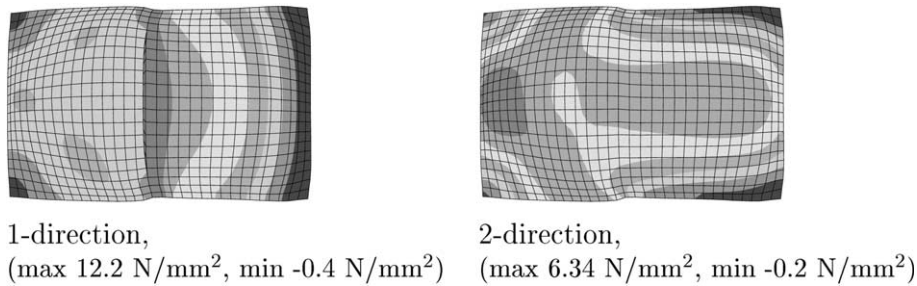 1-direction,
(max 12.2 N/mm², min -0.4 N/mm²)
2-direction,
(max 6.34 N/mm², min -0.2 N/mm²)